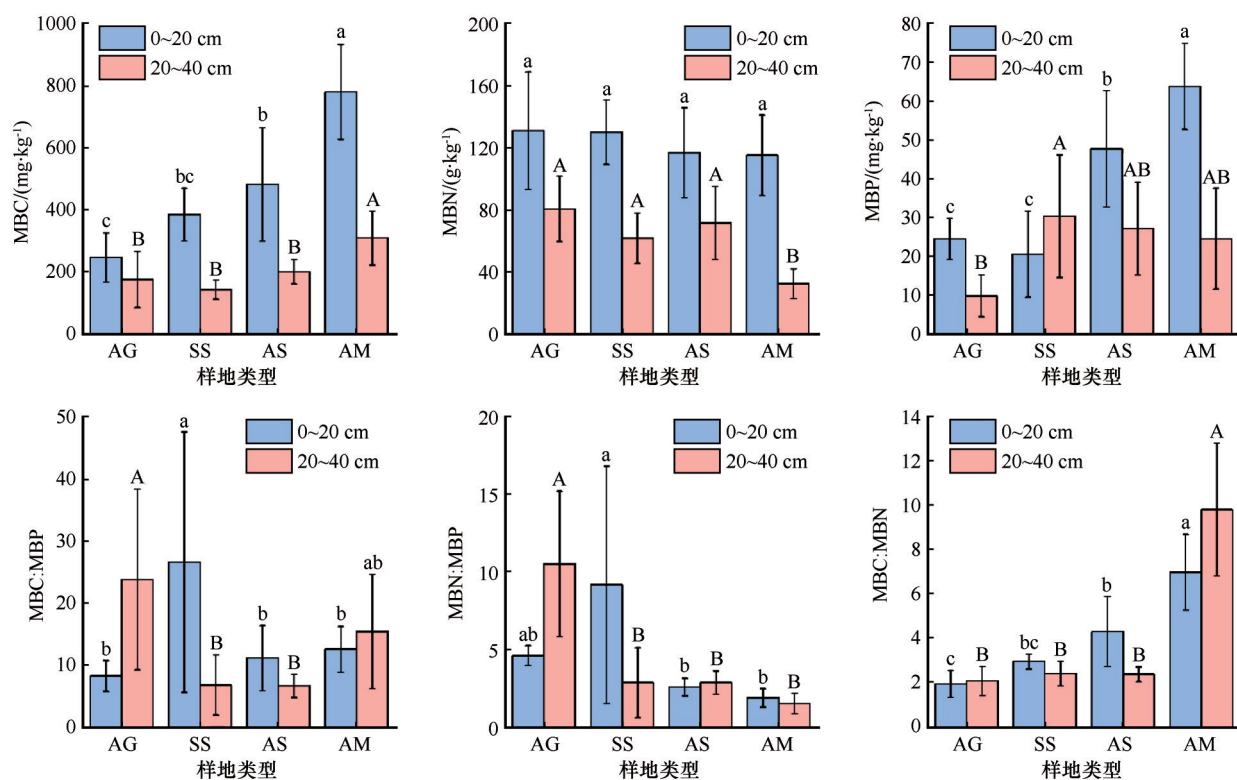 MBC/(mg·kg⁻¹)
1000
800
600
400
200
0
0~20 cm
20~40 cm
c
B
bc
B
b
B
a
A
AG
SS
AS
AM
样地类型
MBN/(g·kg⁻¹)
200
160
120
80
40
0
0~20 cm
20~40 cm
a
A
a
A
a
A
a
B
AG
SS
AS
AM
样地类型
MBP/(mg·kg⁻¹)
80
70
60
50
40
30
20
10
0
0~20 cm
20~40 cm
c
B
c
A
b
AB
a
AB
AG
SS
AS
AM
样地类型
MBC:MBP
50
40
30
20
10
0
0~20 cm
20~40 cm
b
A
a
B
b
B
b
ab
AG
SS
AS
AM
样地类型
MBN:MBP
20
15
10
5
0
0~20 cm
20~40 cm
ab
A
a
B
b
B
b
B
AG
SS
AS
AM
样地类型
MBC:MBN
14
12
10
8
6
4
2
0
0~20 cm
20~40 cm
c
B
bc
B
b
B
a
A
AG
SS
AS
AM
样地类型